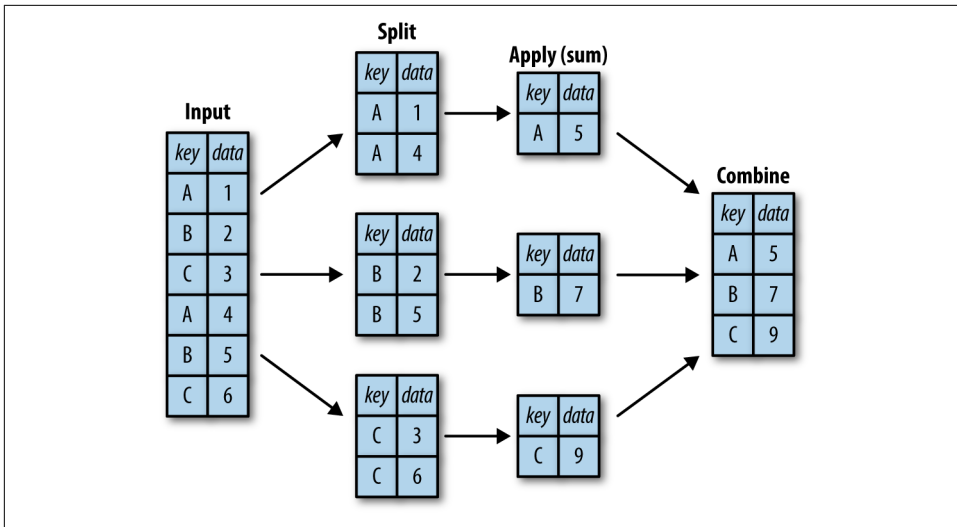 Input
key data
A 1
B 2
C 3
A 4
B 5
C 6
Split
key data
A 1
A 4
key data
B 2
B 5
key data
C 3
C 6
Apply (sum)
key data
A 5
key data
B 7
key data
C 9
Combine
key data
A 5
B 7
C 9